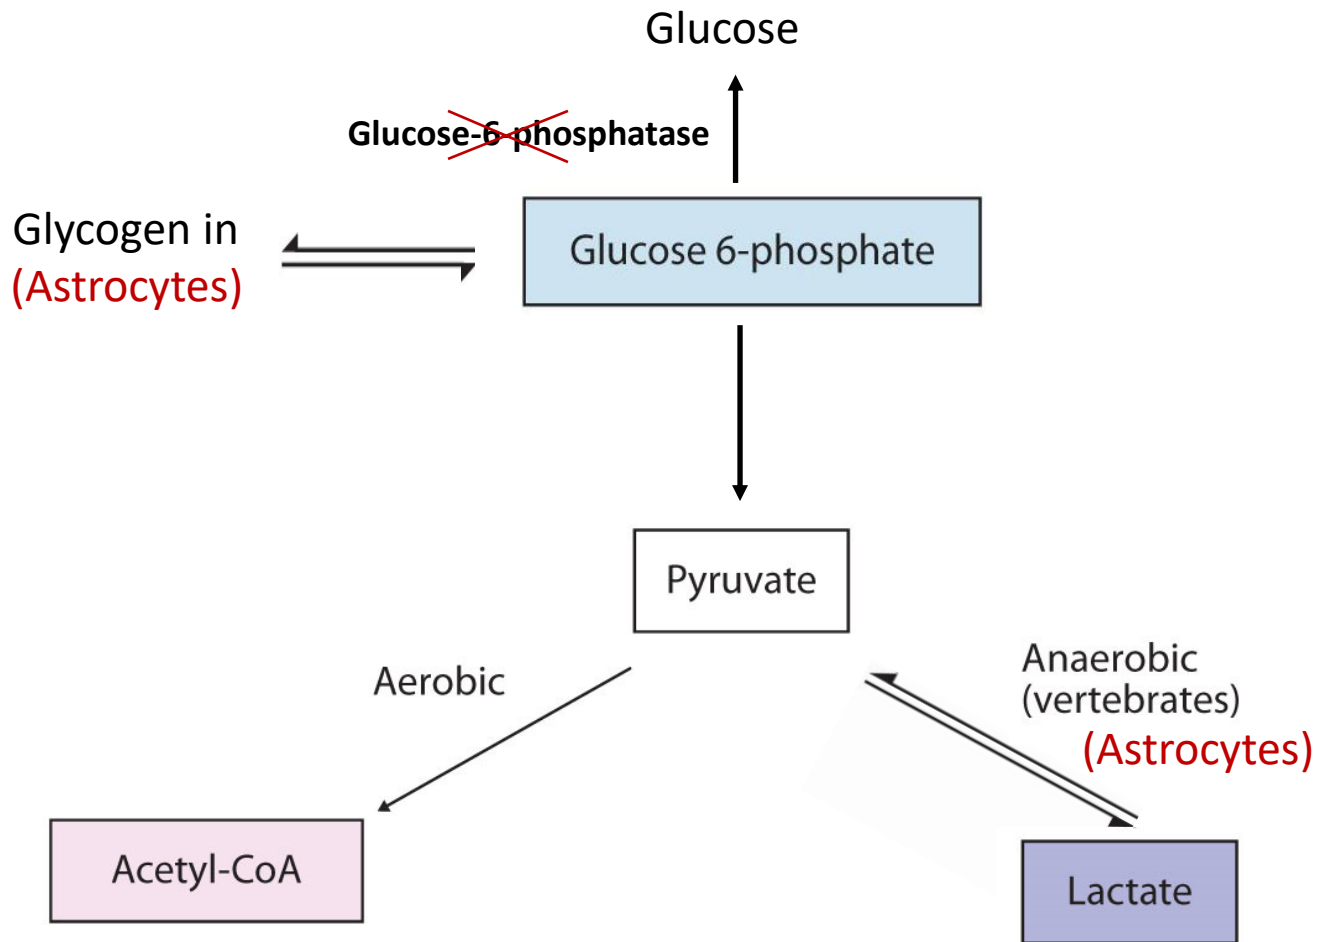 Glucose
Glucose-6-phosphatase
Glycogen in
(Astrocytes)
Glucose 6-phosphate
Pyruvate
Aerobic
Anaerobic
(vertebrates)
(Astrocytes)
Acetyl-CoA
Lactate